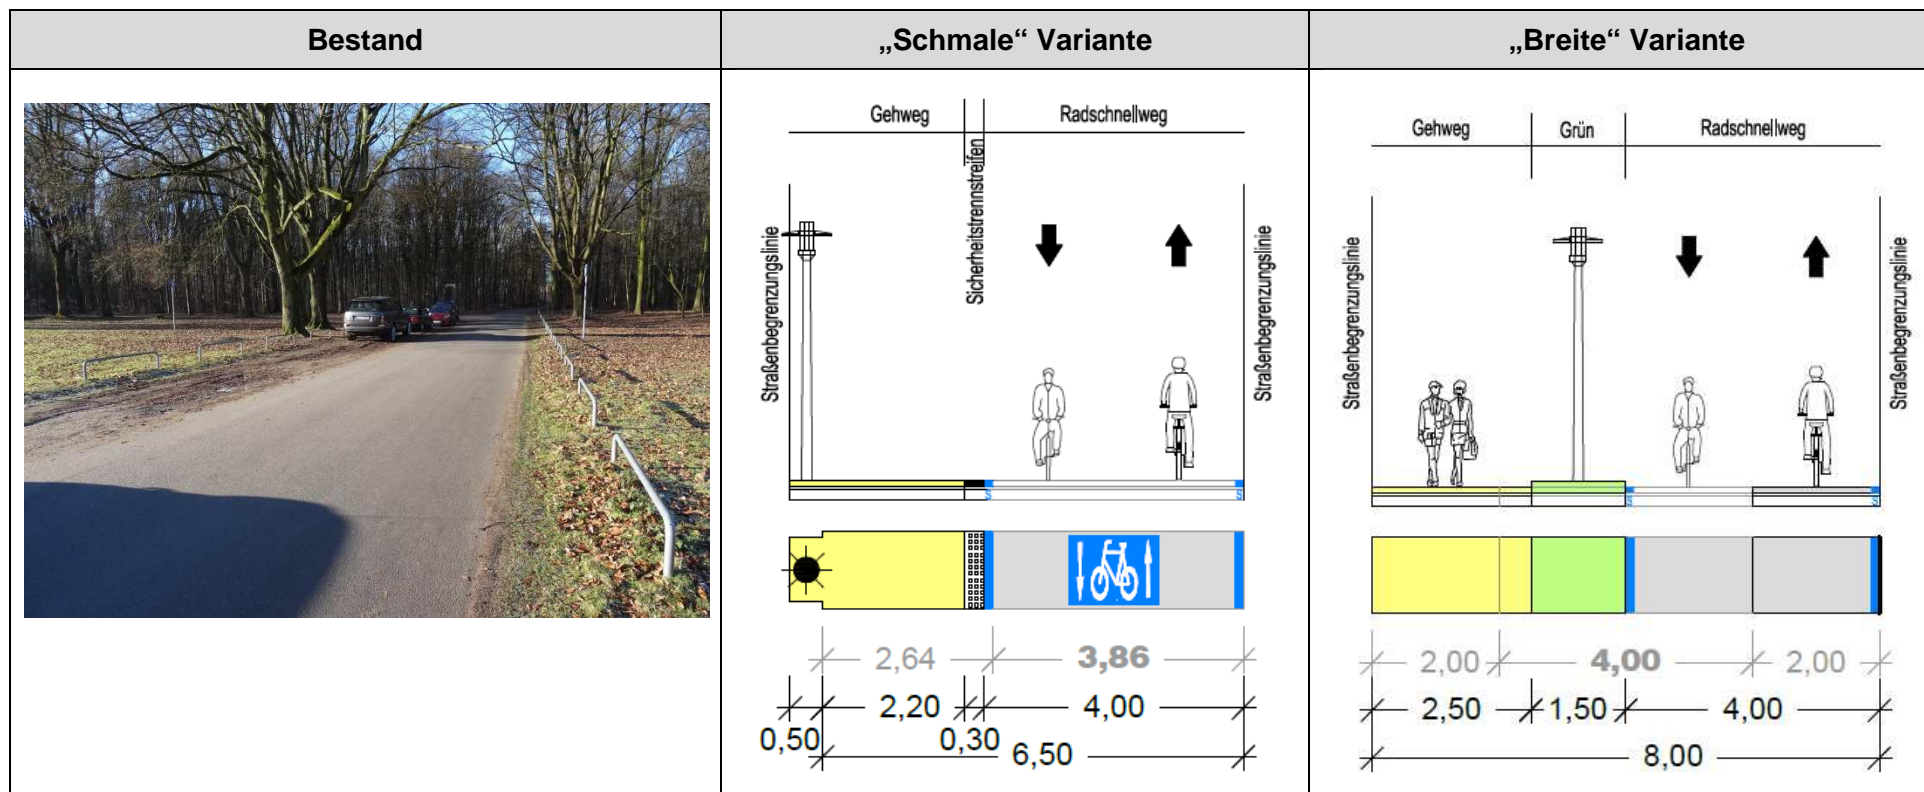 Bestand
„Schmale“ Variante
„Breite“ Variante
Gehweg
Radschnellweg
Sicherheitstrennstreifen
Straßenbegrenzungslinie
Straßenbegrenzungslinie
S
S
2,64
3,86
2,20
4,00
0,50
0,30
6,50
Gehweg
Grün
Radschnellweg
Straßenbegrenzungslinie
Straßenbegrenzungslinie
S
S
2,00
4,00
2,00
2,50
1,50
4,00
8,00